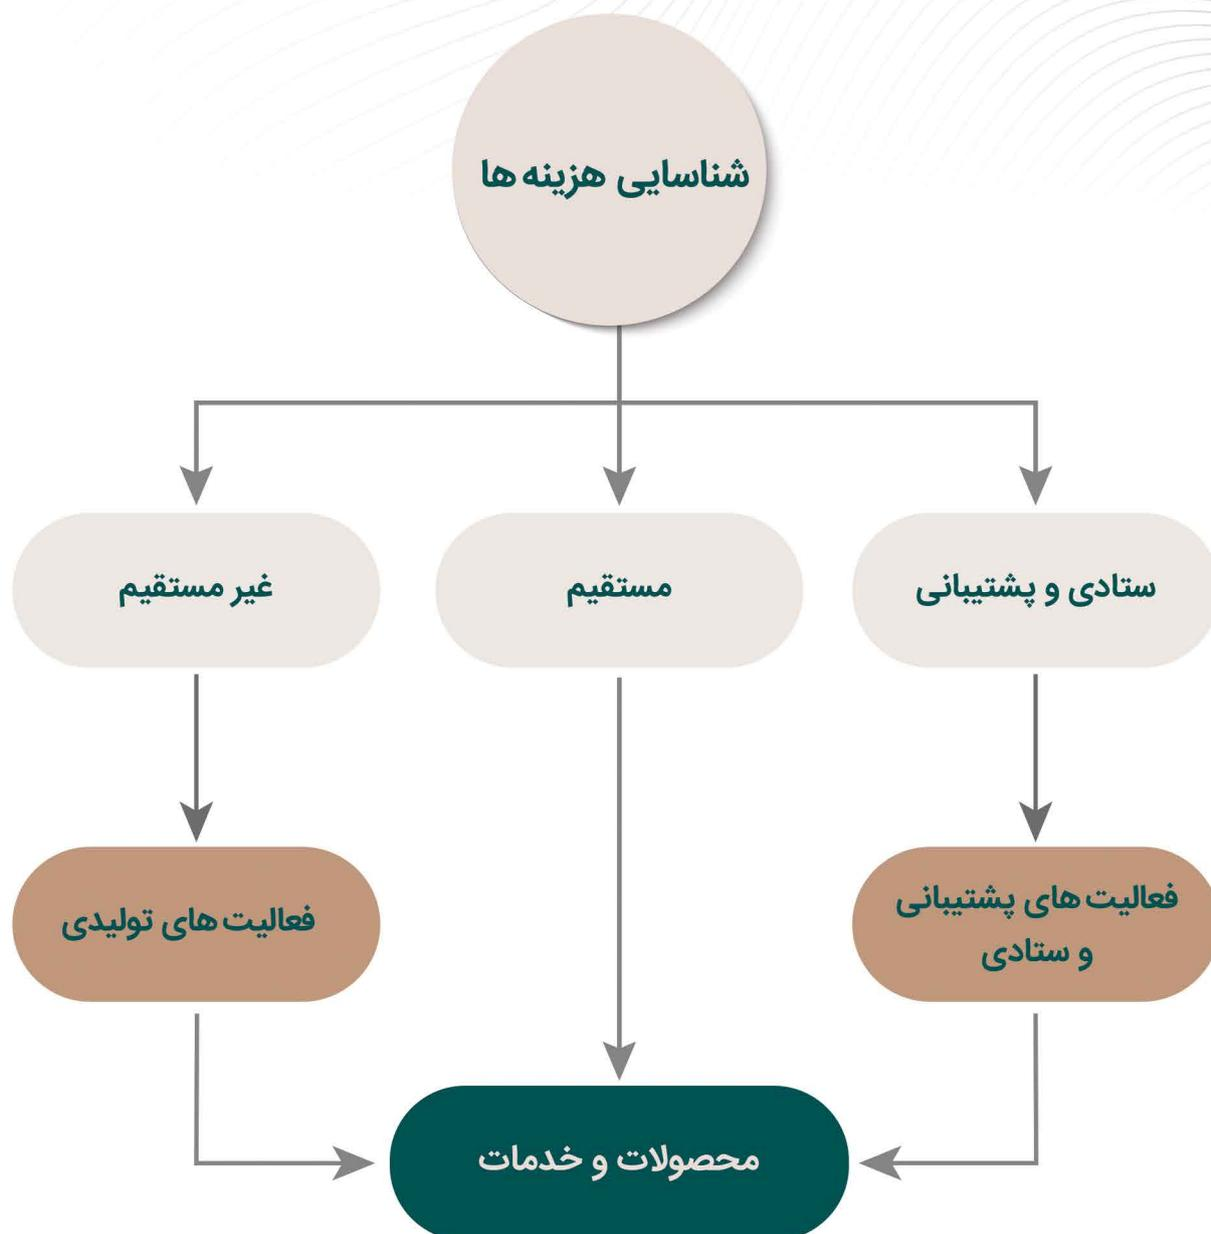 شناسایی هزینه ها
ستادی و پشتیبانی
مستقیم
غیر مستقیم
فعالیت های پشتیبانی
و ستادی
فعالیت های تولیدی
محصولات و خدمات